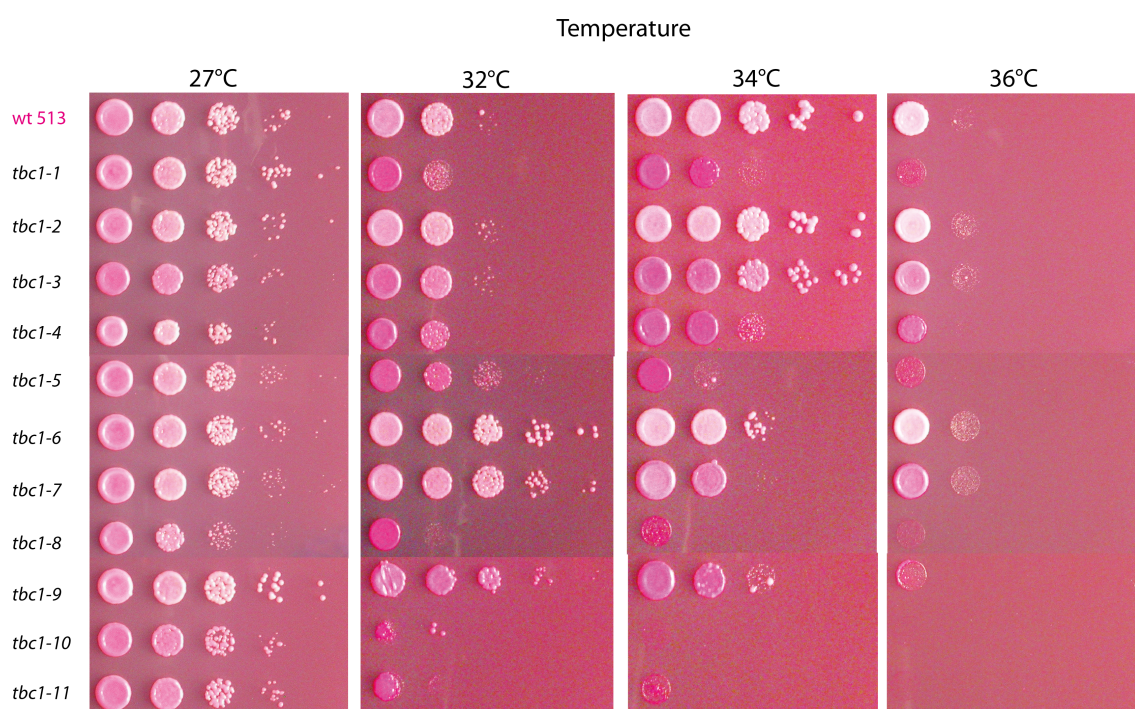 Temperature
27°C 32°C 34°C 36°C
wt 513
tbc1-1
tbc1-2
tbc1-3
tbc1-4
tbc1-5
tbc1-6
tbc1-7
tbc1-8
tbc1-9
tbc1-10
tbc1-11